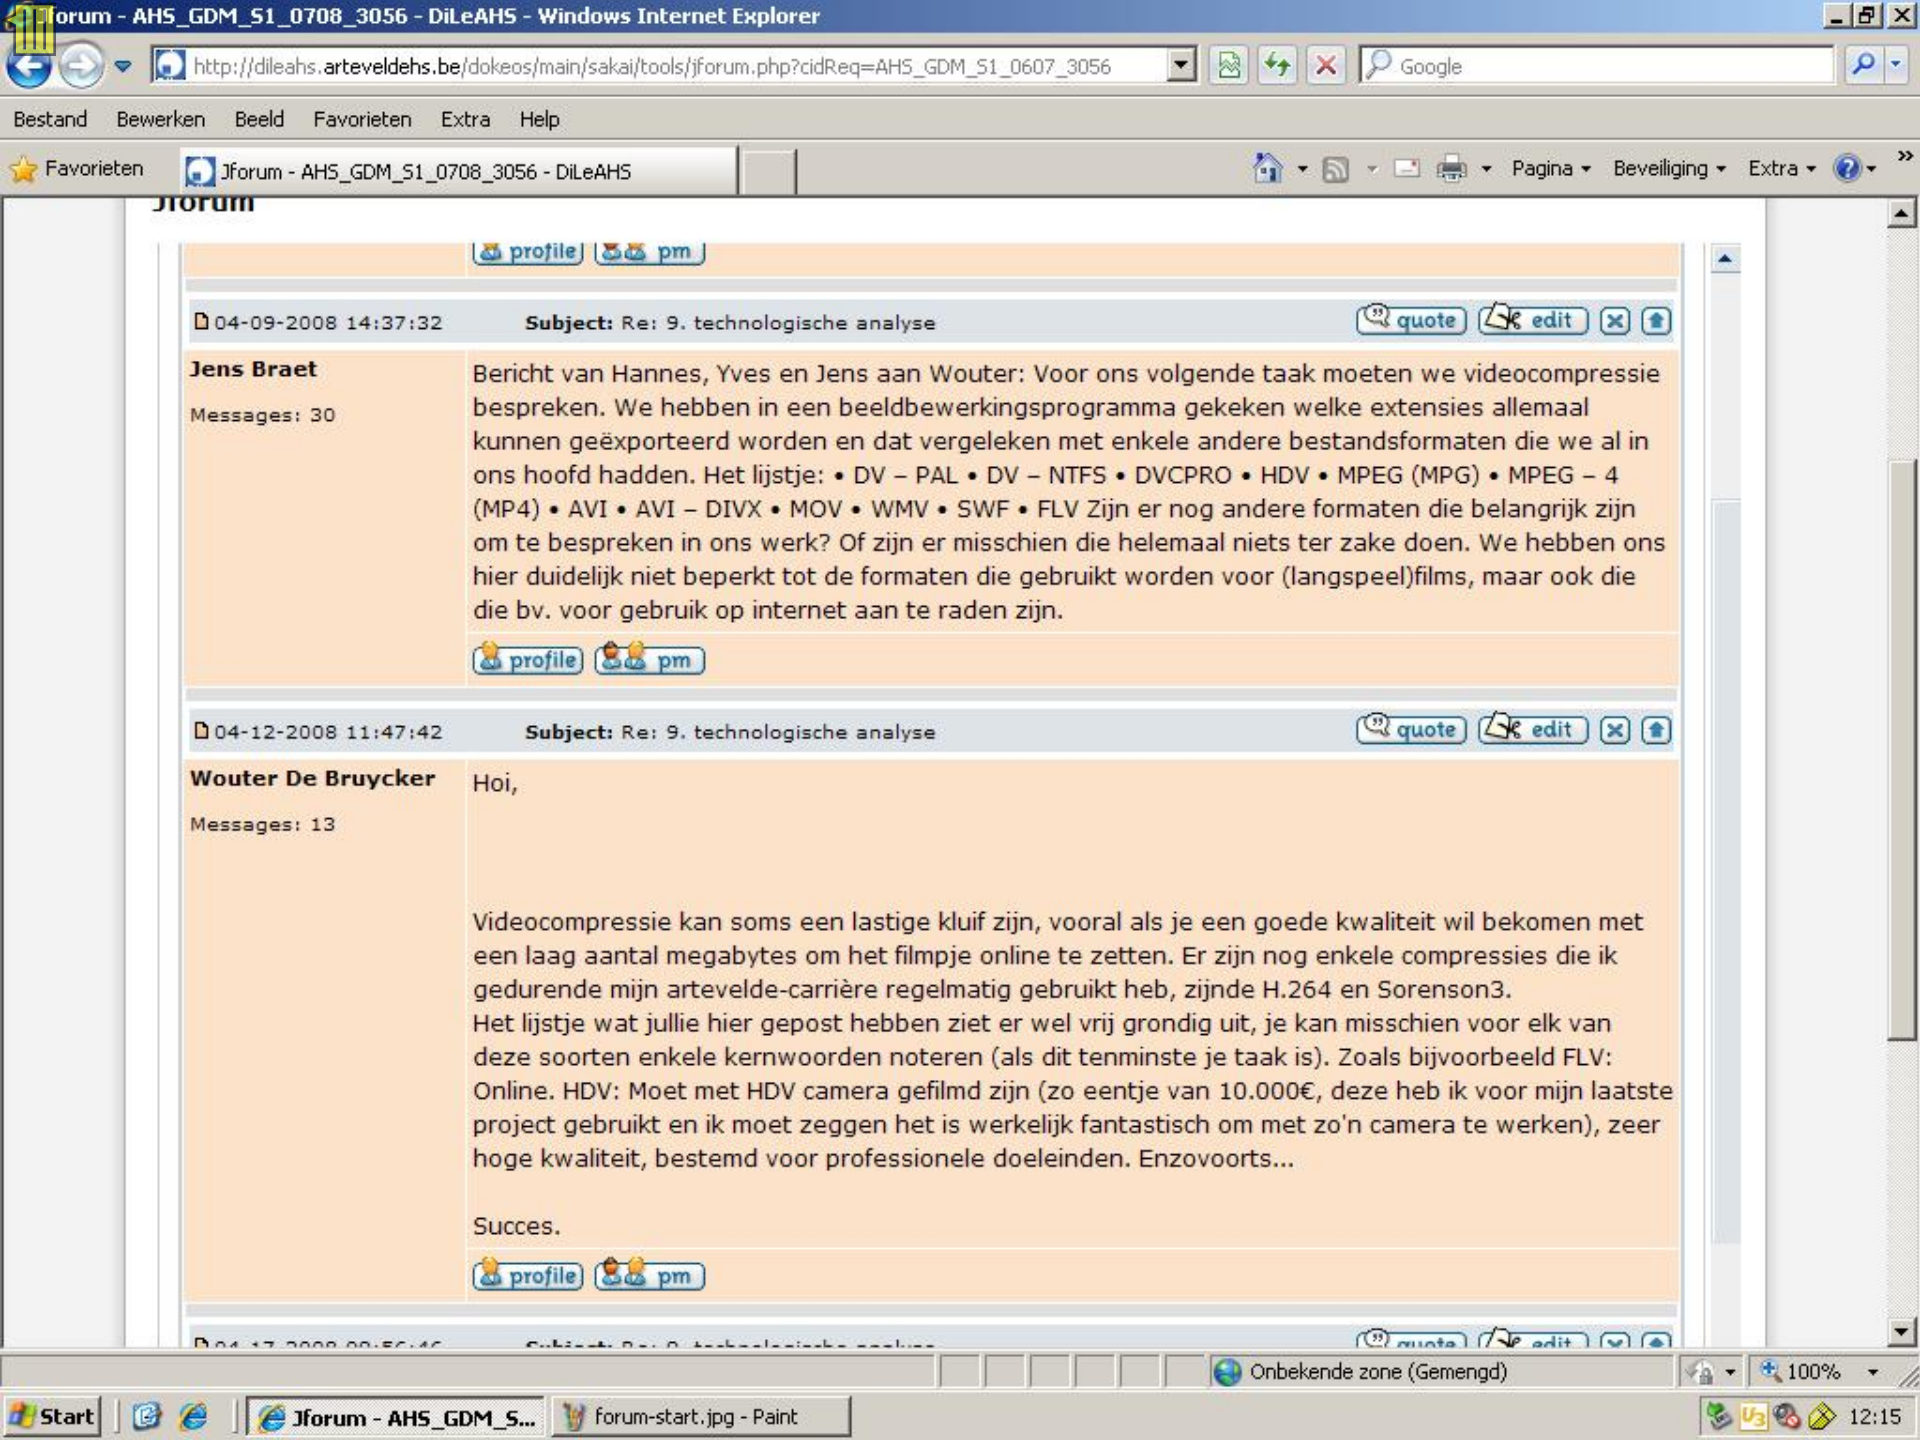 Jforum - AHS_GDM_S1_0708_3056 - DiLeAHS - Windows Internet Explorer
http://dileahs.arteveldehs.be/dokeos/main/sakai/tools/jforum.php?cidReq=AHS_GDM_S1_0607_3056
Google
Bestand Bewerken Beeld Favorieten Extra Help
Favorieten
Jforum - AHS_GDM_S1_0708_3056 - DiLeAHS
Pagina Beveiliging Extra
Jforum
profile pm
04-09-2008 14:37:32 Subject: Re: 9. technologische analyse quote edit
Jens Braet
Messages: 30
Bericht van Hannes, Yves en Jens aan Wouter: Voor ons volgende taak moeten we videocompressie
bespreken. We hebben in een beeldbewerkingsprogramma gekeken welke extensies allemaal
kunnen geëxporteerd worden en dat vergeleken met enkele andere bestandsformaten die we al in
ons hoofd hadden. Het lijstje: • DV – PAL • DV – NTFS • DVCPRO • HDV • MPEG (MPG) • MPEG – 4
(MP4) • AVI • AVI – DIVX • MOV • WMV • SWF • FLV Zijn er nog andere formaten die belangrijk zijn
om te bespreken in ons werk? Of zijn er misschien die helemaal niets ter zake doen. We hebben ons
hier duidelijk niet beperkt tot de formaten die gebruikt worden voor (langspeel)films, maar ook die
die bv. voor gebruik op internet aan te raden zijn.
profile pm
04-12-2008 11:47:42 Subject: Re: 9. technologische analyse quote edit
Wouter De Bruycker
Messages: 13
Hoi,
Videocompressie kan soms een lastige kluif zijn, vooral als je een goede kwaliteit wil bekomen met
een laag aantal megabytes om het filmpje online te zetten. Er zijn nog enkele compressies die ik
gedurende mijn artevelde-carrière regelmatig gebruikt heb, zijnde H.264 en Sorenson3.
Het lijstje wat jullie hier gepost hebben ziet er wel vrij grondig uit, je kan misschien voor elk van
deze soorten enkele kernwoorden noteren (als dit tenminste je taak is). Zoals bijvoorbeeld FLV:
Online. HDV: Moet met HDV camera gefilmd zijn (zo eentje van 10.000€, deze heb ik voor mijn laatste
project gebruikt en ik moet zeggen het is werkelijk fantastisch om met zo'n camera te werken), zeer
hoge kwaliteit, bestemd voor professionele doeleinden. Enzovoorts...
Succes.
profile pm
Subject: Re: 9. technologische analyse quote edit
Onbekende zone (Gemengd) 100%
Start Jforum - AHS_GDM_S... forum-start.jpg - Paint U3 12:15